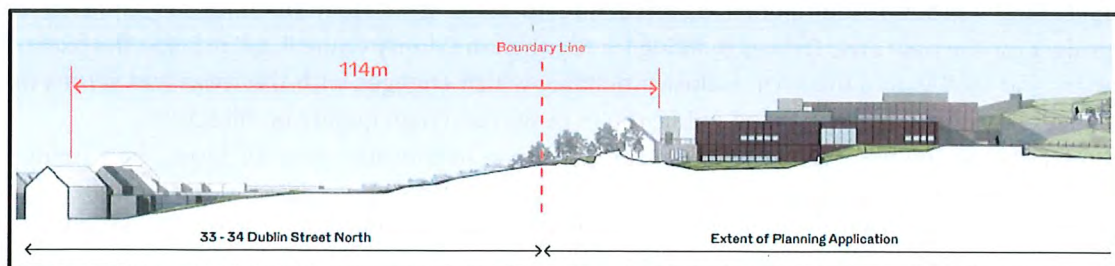 Boundary Line
114m
33 - 34 Dublin Street North
Extent of Planning Application